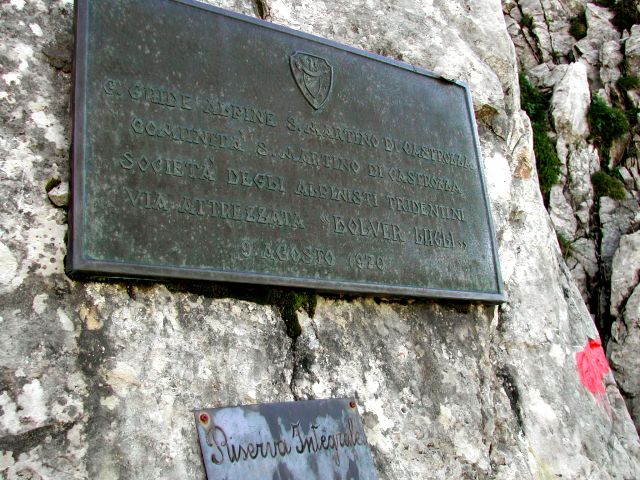 G. GUIDE ALPINE S. MARTINO DI CASTROZZA
COMUNITÀ S. MARTINO DI CASTROZZA
SOCIETÀ DEGLI ALPINISTI TRIDENTINI
VIA ATTREZZATA «BOLVER LUGLI»
9 AGOSTO 1970
Riserva Integrale